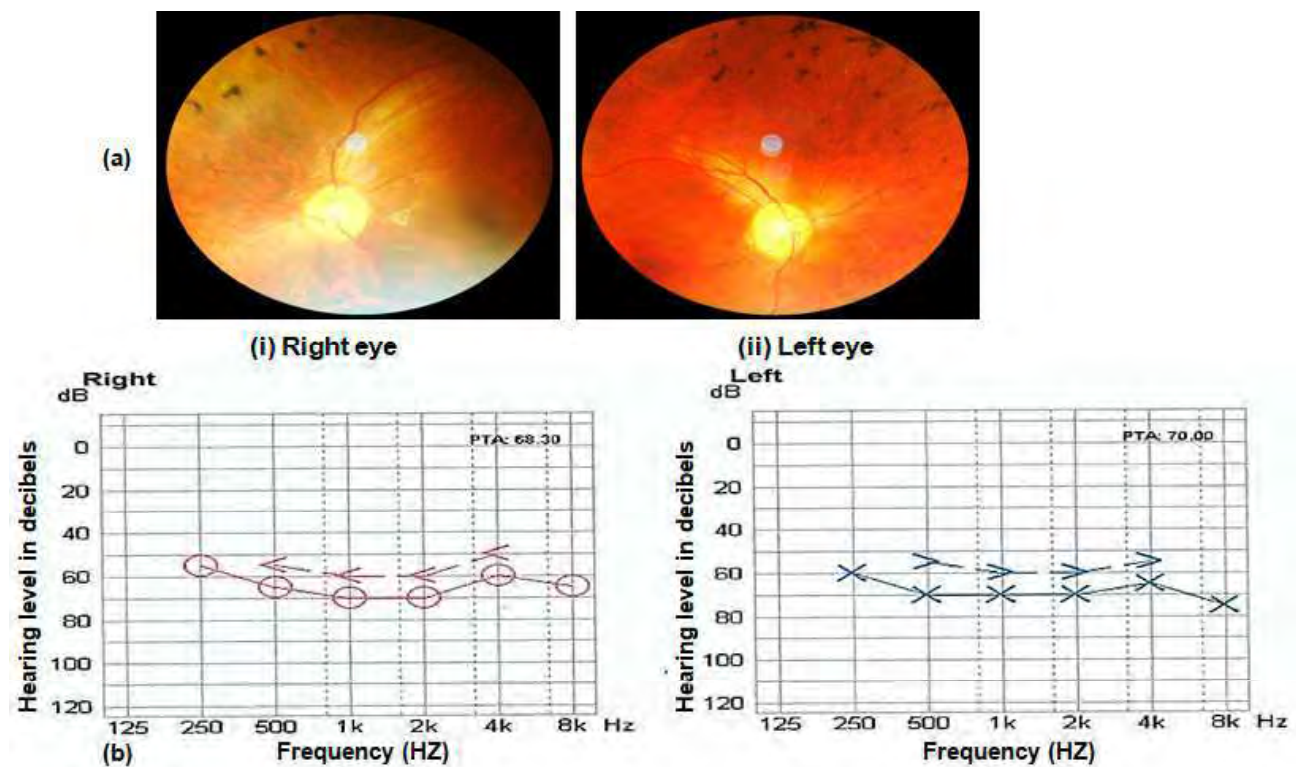 (a)
(i) Right eye
(ii) Left eye
Right
dB
PTA: 68.30
Hearing level in decibels
0
20
40
60
80
100
120
125 250 500 1k 2k 4k 8k Hz
Frequency (HZ)
Left
dB
PTA: 70.00
Hearing level in decibels
0
20
40
60
80
100
120
125 250 500 1k 2k 4k 8k Hz
Frequency (HZ)
(b)